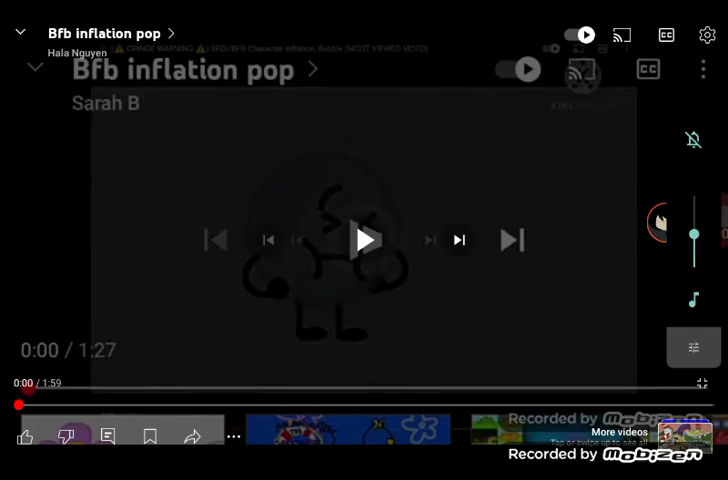 Bfb inflation pop
Hala Nguyen
CRINGE WARNING BFDI/BFB Character Inflation: Bubble (MOST VIEWED VIDEO)
Bfb inflation pop
CC
CC
Sarah B
0:00 / 1:27
0:00 / 1:59
Recorded by mobizen
More videos
Tap or swipe up to see all
Recorded by mobizen